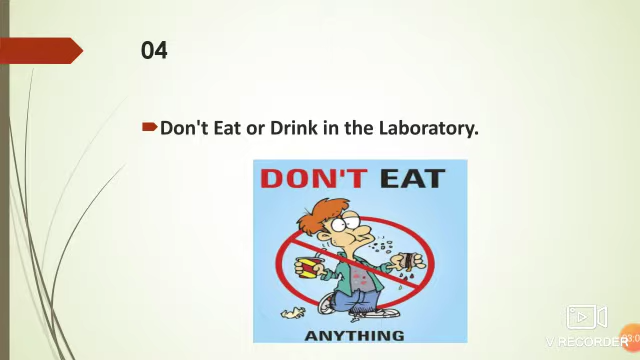 04
Don't Eat or Drink in the Laboratory.
DON'T EAT
ANYTHING
V RECORDER